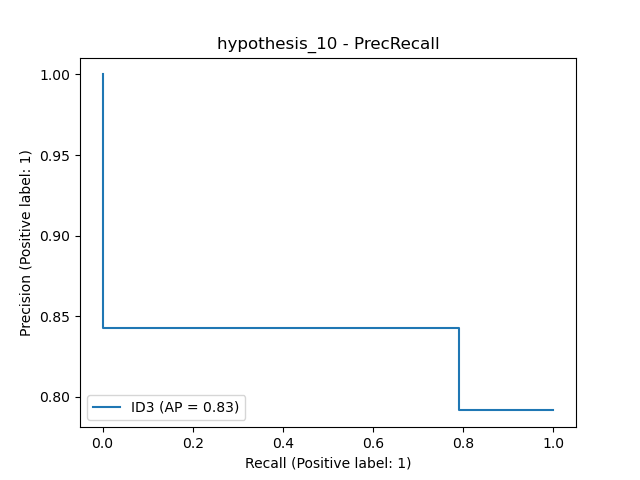 hypothesis_10 - PrecRecall
1.00
0.95
0.90
0.85
0.80
Precision (Positive label: 1)
ID3 (AP = 0.83)
0.0 0.2 0.4 0.6 0.8 1.0
Recall (Positive label: 1)